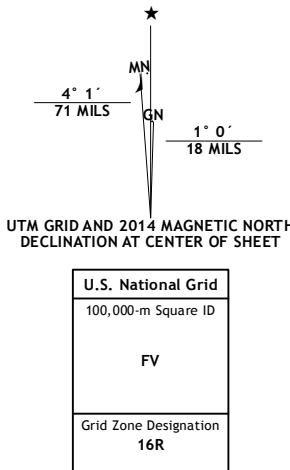 MN
4° 1´
71 MILS
GN
1° 0´
18 MILS
UTM GRID AND 2014 MAGNETIC NORTH
DECLINATION AT CENTER OF SHEET
U.S. National Grid
100,000-m Square ID
FV
Grid Zone Designation
16R